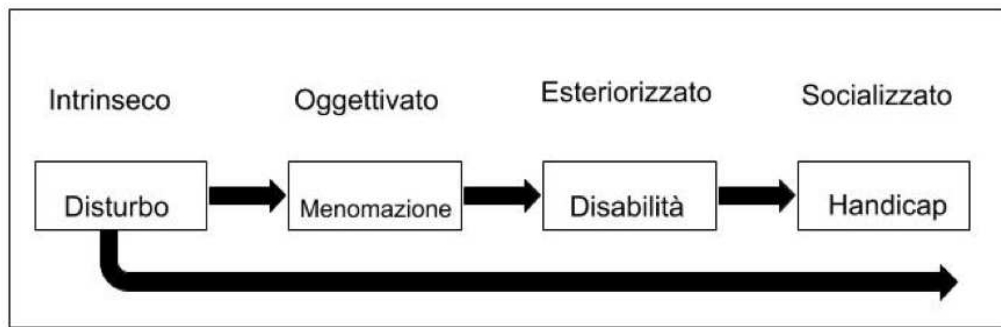 Intrinseco
Oggettivato
Esteriorizzato
Socializzato
Disturbo
Menomazione
Disabilità
Handicap